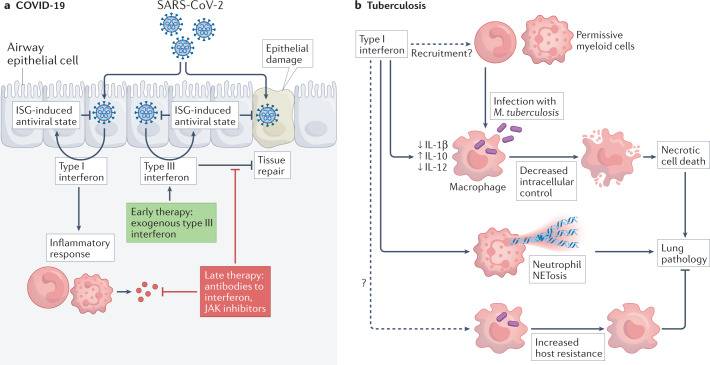 a COVID-19
SARS-CoV-2
Airway
epithelial cell
Epithelial
damage
ISG-induced
antiviral state
ISG-induced
antiviral state
Type I
interferon
Type III
interferon
Tissue
repair
Early therapy:
exogenous type III
interferon
Inflammatory
response
Late therapy:
antibodies to
interferon,
JAK inhibitors
b Tuberculosis
Type I
interferon
Recruitment?
Permissive
myeloid cells
Infection with
M. tuberculosis
↓ IL-1β
↑ IL-10
↓ IL-12
Macrophage
Decreased
intracellular
control
Necrotic
cell death
Neutrophil
NETosis
Lung
pathology
?
Increased
host resistance